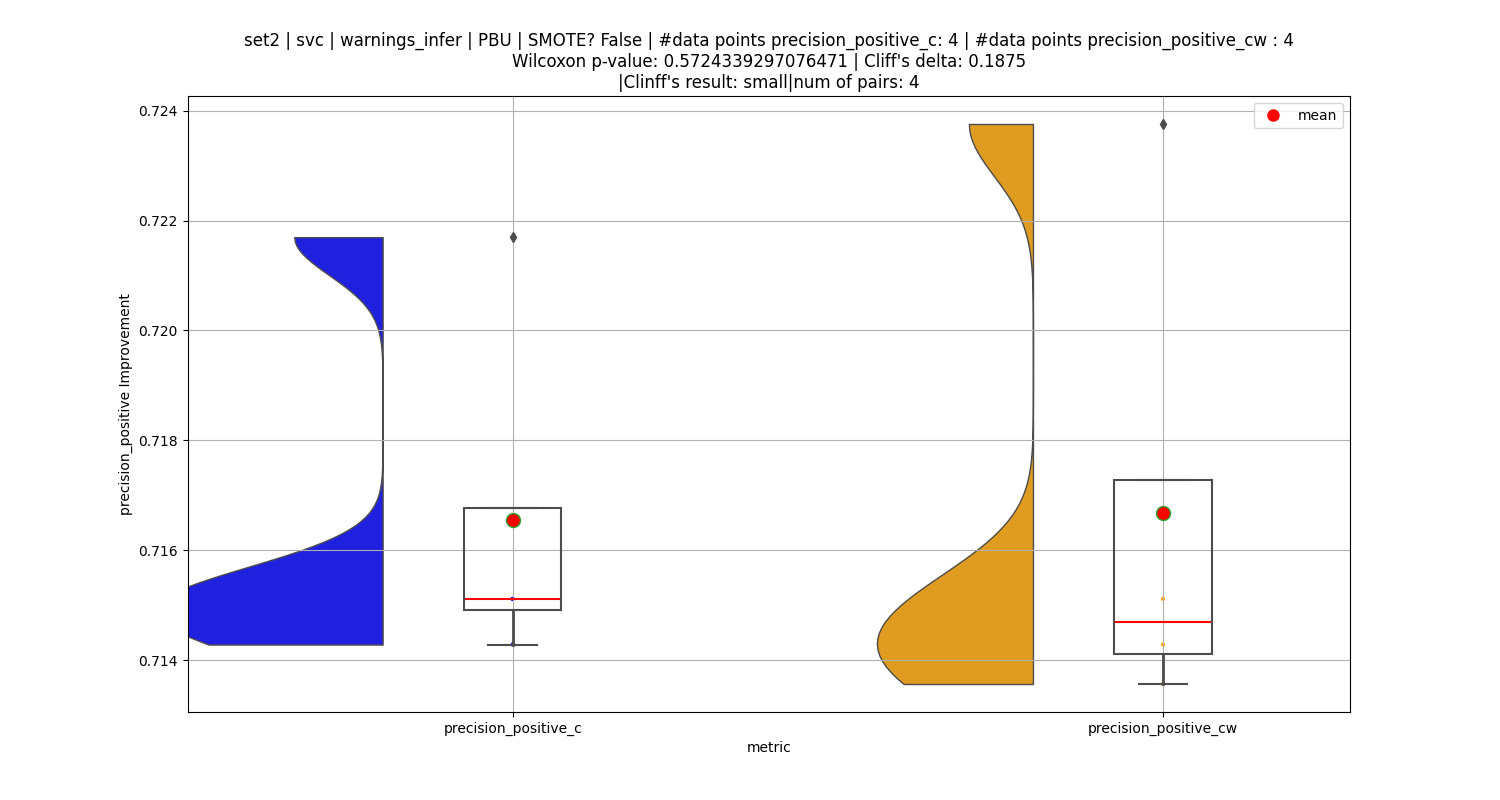 set2 | svc | warnings_infer | PBU | SMOTE? False | #data points precision_positive_c: 4 | #data points precision_positive_cw : 4
Wilcoxon p-value: 0.5724339297076471 | Cliff's delta: 0.1875
|Clinff's result: small|num of pairs: 4
mean
0.724
0.722
0.720
0.718
0.716
0.714
precision_positive Improvement
precision_positive_c
precision_positive_cw
metric